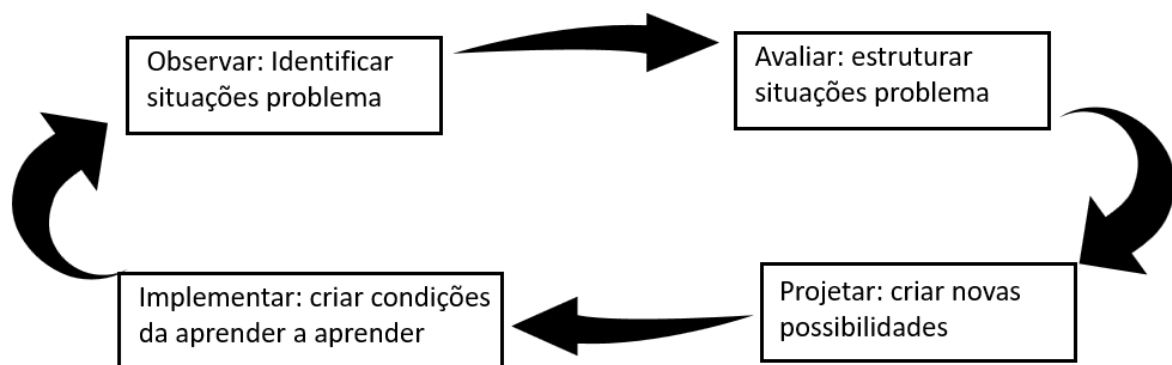 Observar: Identificar
situações problema
Avaliar: estruturar
situações problema
Projetar: criar novas
possibilidades
Implementar: criar condições
da aprender a aprender